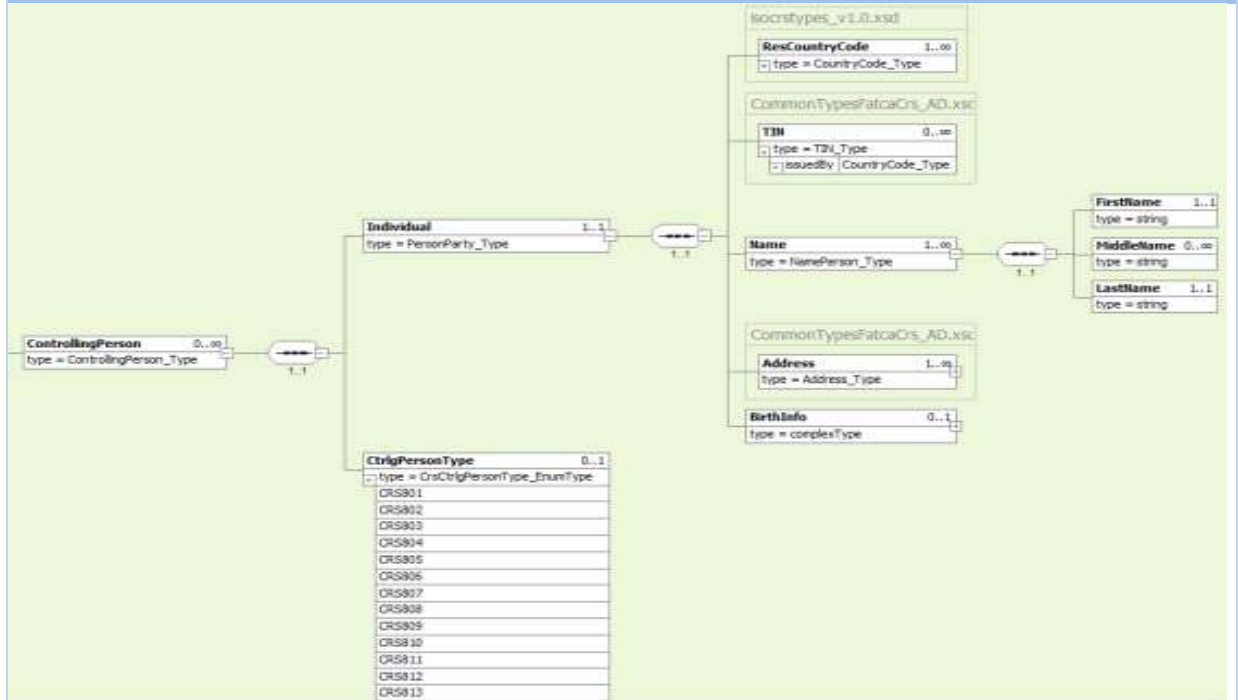 isocrstypes_v1.0.xsd
ResCountryCode 1..∞
type = CountryCode_Type
CommonTypesFatcaCrs_AD.xsd
TIN 0..∞
type = TIN_Type
issuedBy CountryCode_Type
Individual 1..1
type = PersonParty_Type
1..1
Name 1..∞
type = NamePerson_Type
1..1
FirstName 1..1
type = string
MiddleName 0..∞
type = string
LastName 1..1
type = string
ControllingPerson 0..∞
type = ControllingPerson_Type
1..1
CommonTypesFatcaCrs_AD.xsd
Address 1..∞
type = Address_Type
BirthInfo 0..1
type = complexType
CtrlgPersonType 0..1
type = CrsCtrlgPersonType_EnumType
CRS801
CRS802
CRS803
CRS804
CRS805
CRS806
CRS807
CRS808
CRS809
CRS810
CRS811
CRS812
CRS813